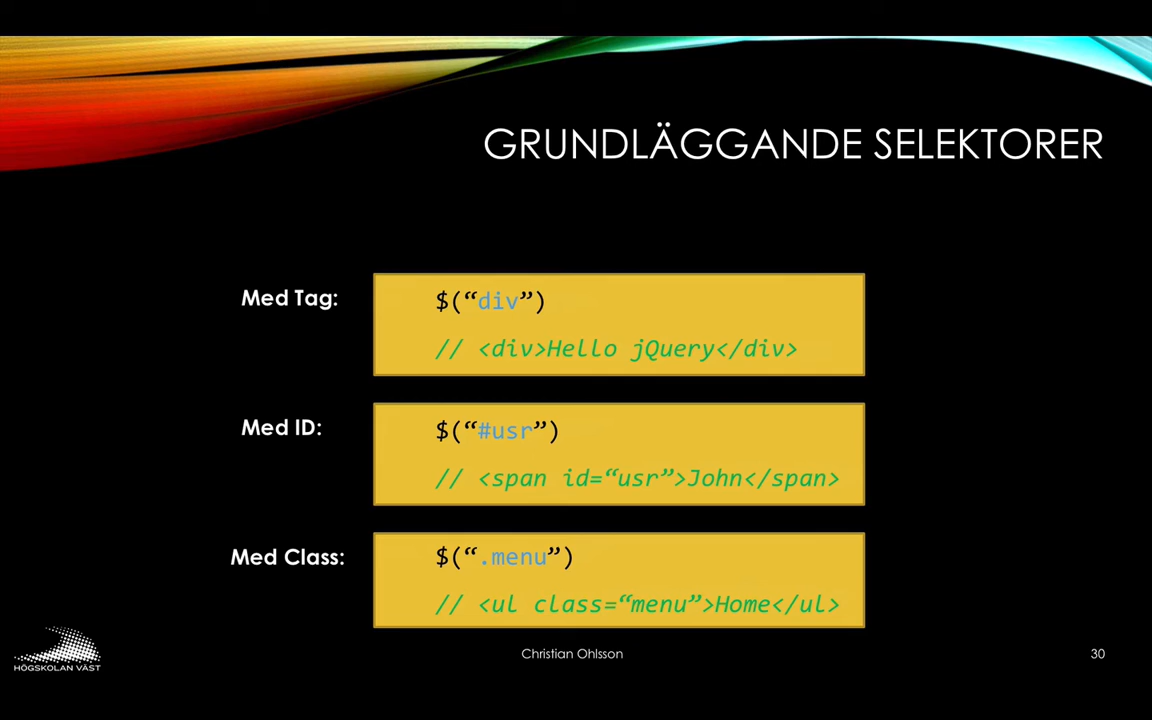 GRUNDLÄGGANDE SELEKTORER
Med Tag:
$(“div”)
// <div>Hello jQuery</div>
Med ID:
$(“#usr”)
// <span id=“usr”>John</span>
Med Class:
$(“.menu”)
// <ul class=“menu”>Home</ul>
HÖGSKOLAN VÄST
Christian Ohlsson
30